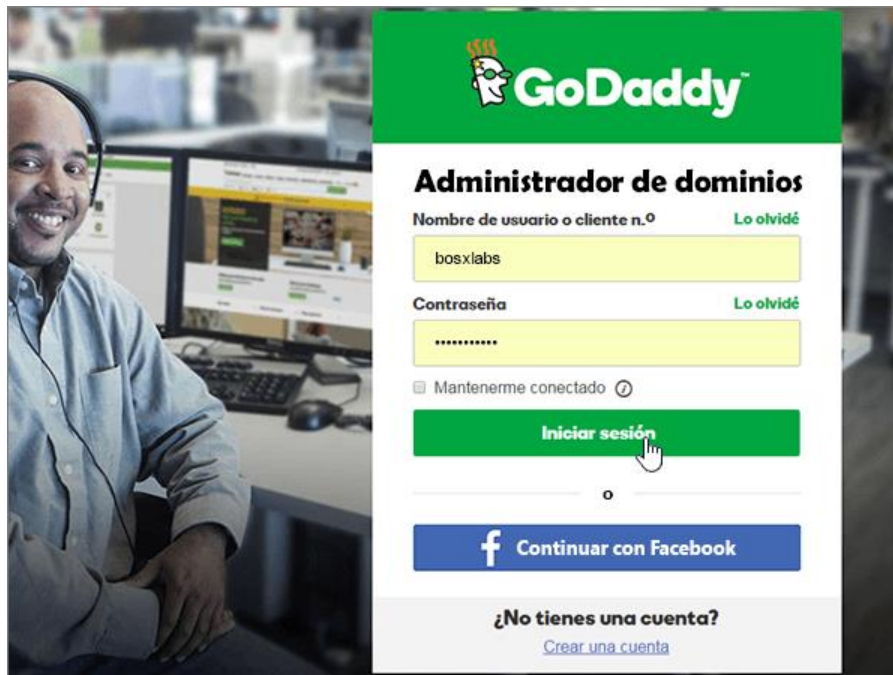 GoDaddy™
Administrador de dominios
Nombre de usuario o cliente n.º Lo olvidé
bosxlabs
Contraseña Lo olvidé
•••••••••••
Mantenerme conectado
Iniciar sesión
o
Continuar con Facebook
¿No tienes una cuenta?
Crear una cuenta